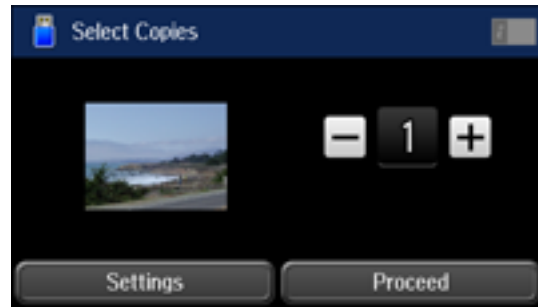 Select Copies
i
− 1 +
Settings
Proceed